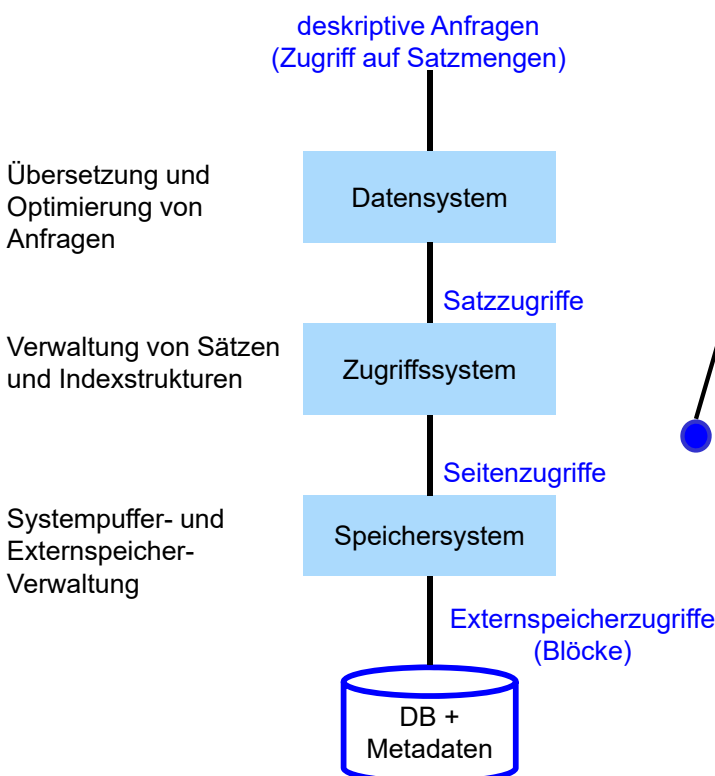 deskriptive Anfragen
(Zugriff auf Satzmengen)
Übersetzung und
Optimierung von
Anfragen
Datensystem
Satzzugriffe
Verwaltung von Sätzen
und Indexstrukturen
Zugriffssystem
Seitenzugriffe
Systempuffer- und
Externspeicher-
Verwaltung
Speichersystem
Externspeicherzugriffe
(Blöcke)
DB +
Metadaten